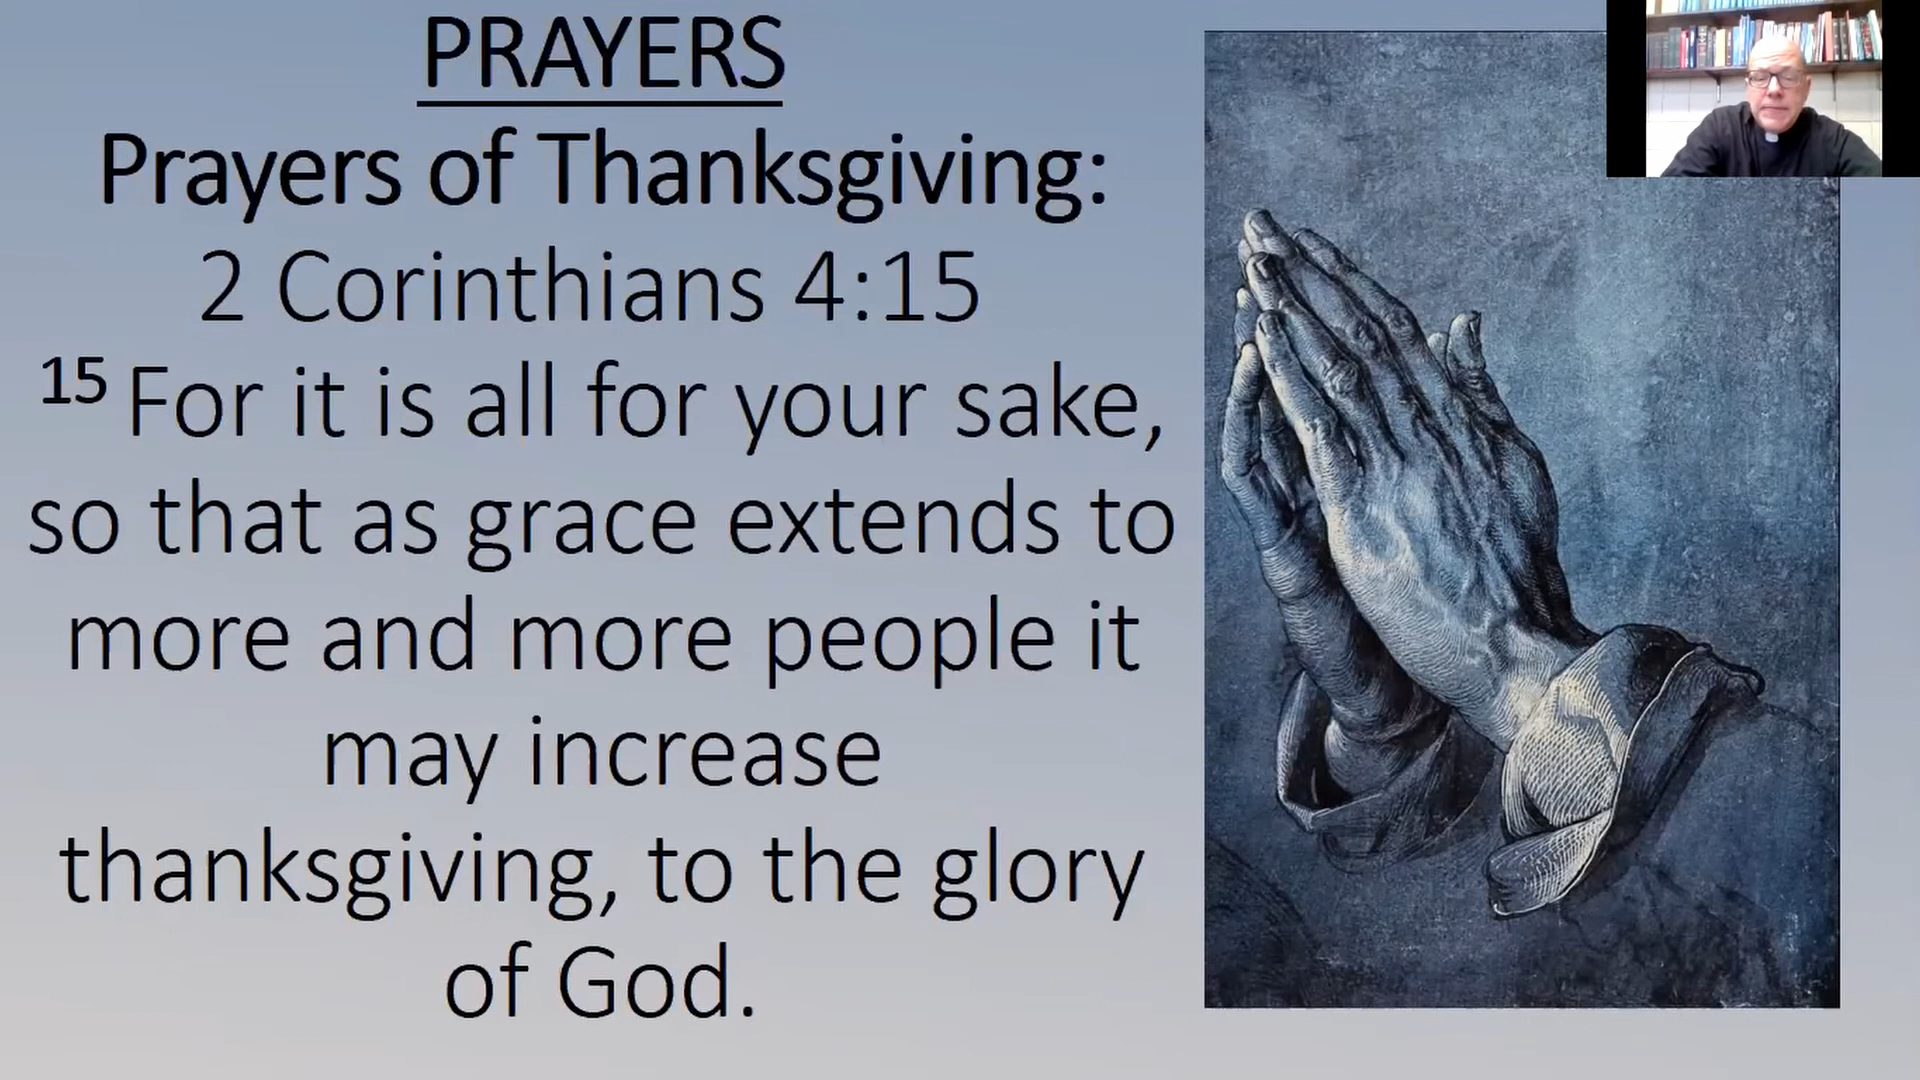 PRAYERS
Prayers of Thanksgiving:
2 Corinthians 4:15
15 For it is all for your sake,
so that as grace extends to
more and more people it
may increase
thanksgiving, to the glory
of God.